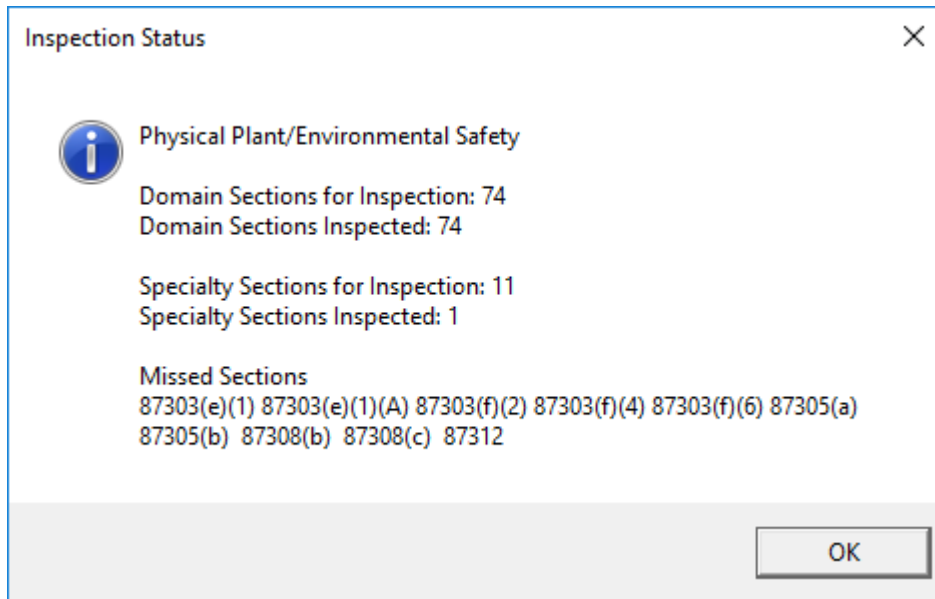 Inspection Status
Physical Plant/Environmental Safety
Domain Sections for Inspection: 74
Domain Sections Inspected: 74
Specialty Sections for Inspection: 11
Specialty Sections Inspected: 1
Missed Sections
87303(e)(1) 87303(e)(1)(A) 87303(f)(2) 87303(f)(4) 87303(f)(6) 87305(a)
87305(b)  87308(b)  87308(c)  87312
OK